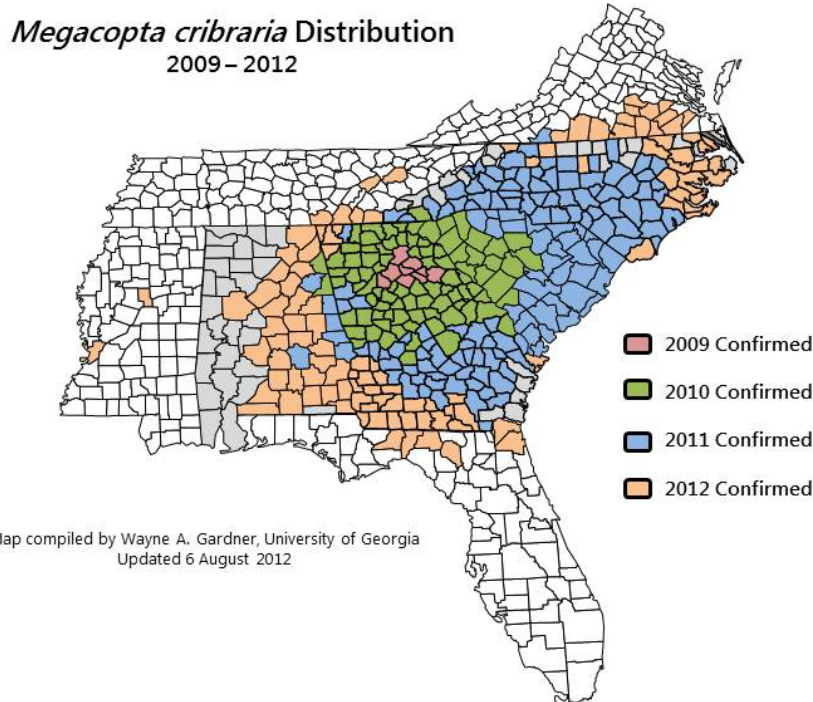 Megacopta cribraria Distribution
2009 – 2012
2009 Confirmed
2010 Confirmed
2011 Confirmed
2012 Confirmed
Map compiled by Wayne A. Gardner, University of Georgia
Updated 6 August 2012